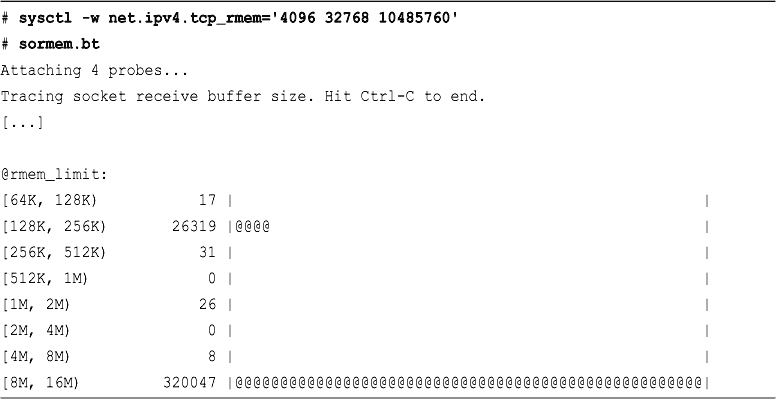 # sysctl -w net.ipv4.tcp_rmem='4096 32768 10485760'
# sormem.bt
Attaching 4 probes...
Tracing socket receive buffer size. Hit Ctrl-C to end.
[...]
@rmem_limit:
[64K, 128K)           17 |                                                    |
[128K, 256K)       26319 |@@@@                                                |
[256K, 512K)          31 |                                                    |
[512K, 1M)             0 |                                                    |
[1M, 2M)              26 |                                                    |
[2M, 4M)               0 |                                                    |
[4M, 8M)               8 |                                                    |
[8M, 16M)         320047 |@@@@@@@@@@@@@@@@@@@@@@@@@@@@@@@@@@@@@@@@@@@@@@@@@@@@|